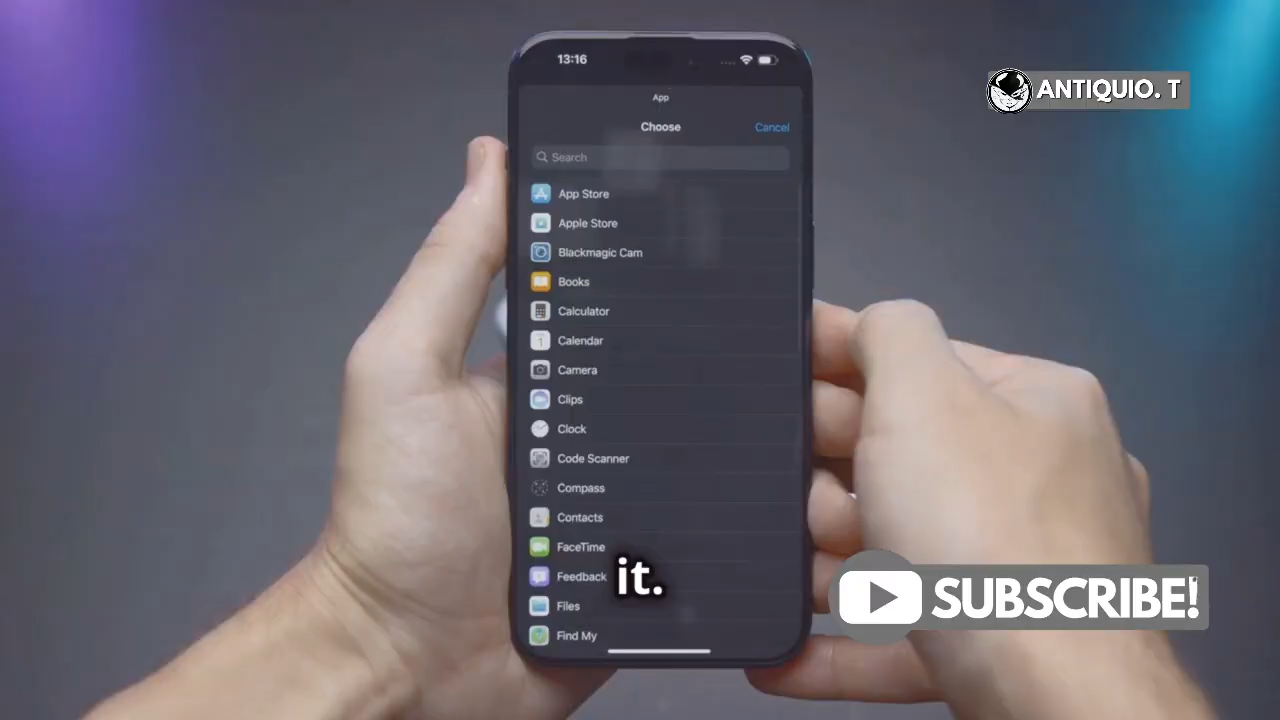 13:16
ANTIQUIO. T
App
Choose
Cancel
Search
App Store
Apple Store
Blackmagic Cam
Books
Calculator
Calendar
1
Camera
Clips
Clock
Code Scanner
Compass
Contacts
FaceTime
Feedback
it.
SUBSCRIBE!
Files
Find My